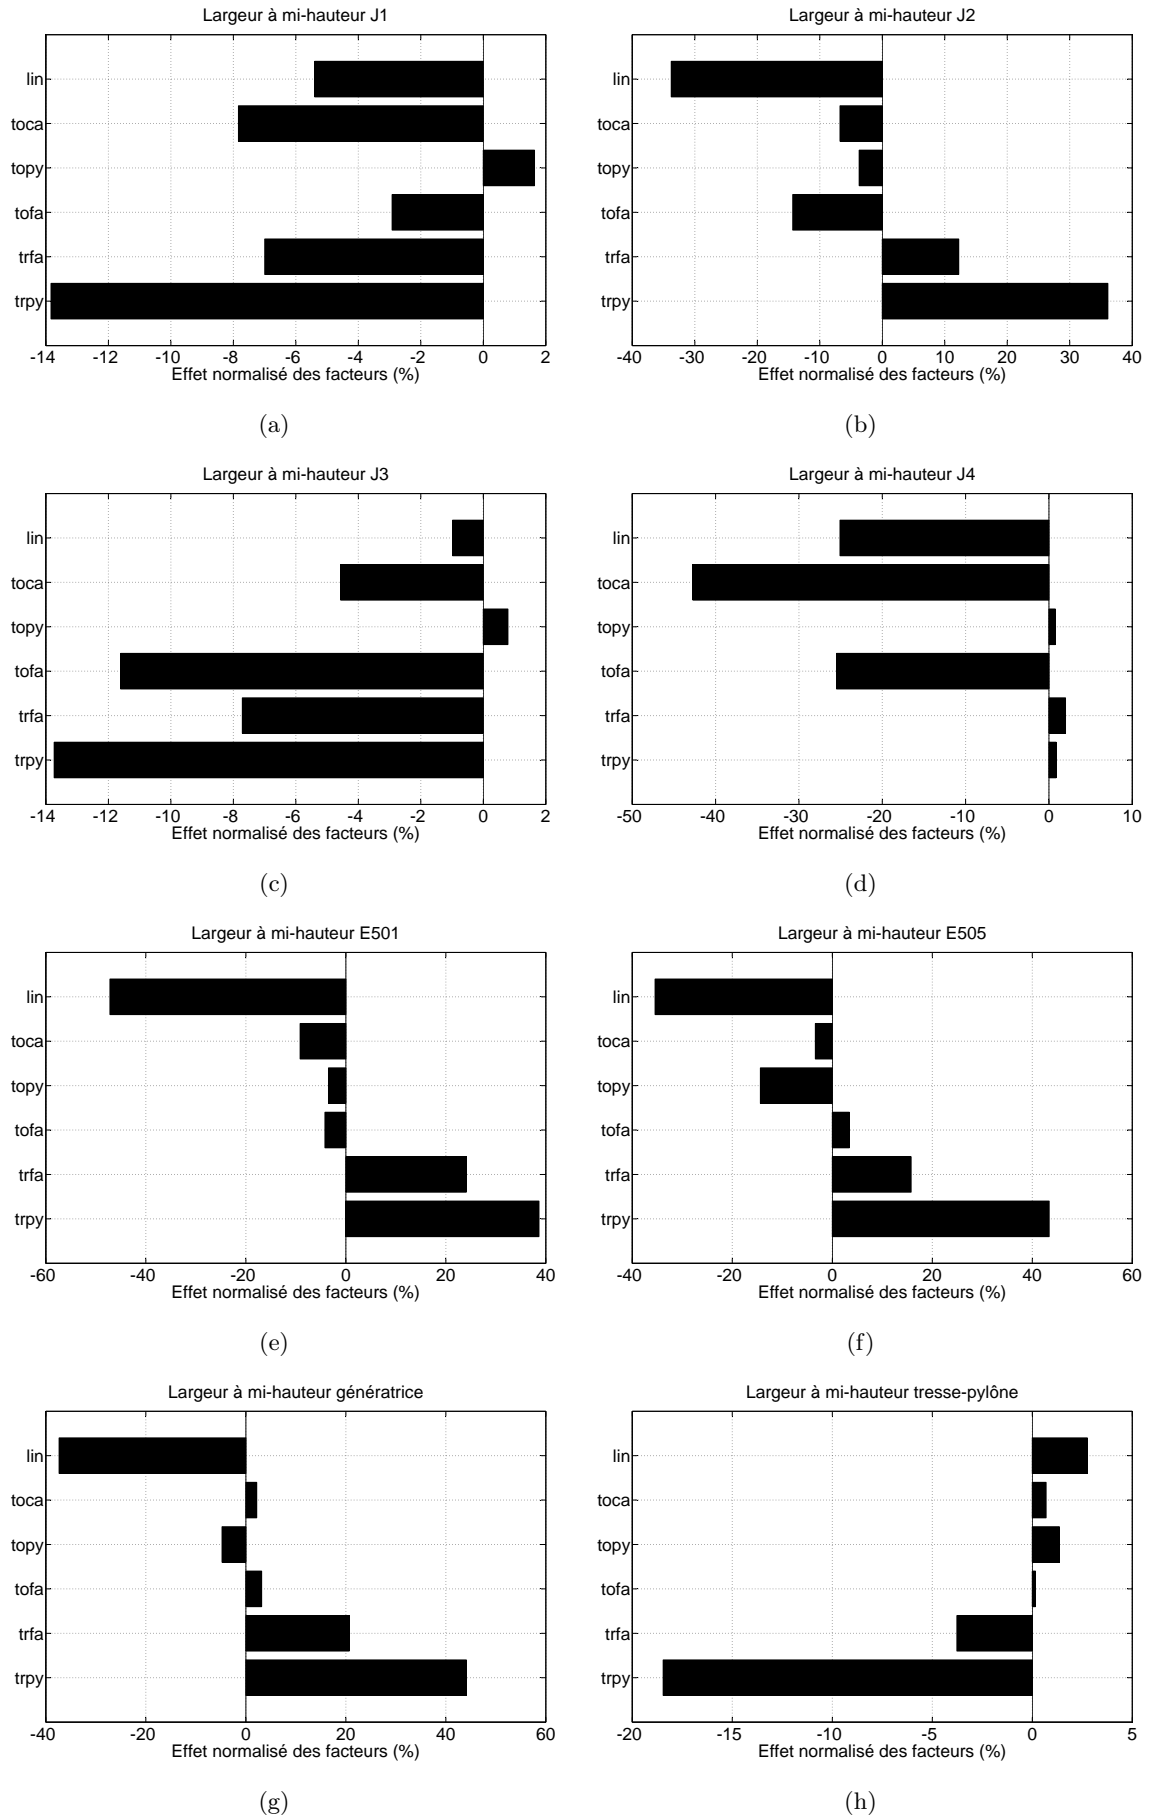 Largeur à mi-hauteur J1
lin
toca
topy
tofa
trfa
trpy
-14 -12 -10 -8 -6 -4 -2 0 2
Effet normalisé des facteurs (%)
(a)
Largeur à mi-hauteur J2
lin
toca
topy
tofa
trfa
trpy
-40 -30 -20 -10 0 10 20 30 40
Effet normalisé des facteurs (%)
(b)
Largeur à mi-hauteur J3
lin
toca
topy
tofa
trfa
trpy
-14 -12 -10 -8 -6 -4 -2 0 2
Effet normalisé des facteurs (%)
(c)
Largeur à mi-hauteur J4
lin
toca
topy
tofa
trfa
trpy
-50 -40 -30 -20 -10 0 10
Effet normalisé des facteurs (%)
(d)
Largeur à mi-hauteur E501
lin
toca
topy
tofa
trfa
trpy
-60 -40 -20 0 20 40
Effet normalisé des facteurs (%)
(e)
Largeur à mi-hauteur E505
lin
toca
topy
tofa
trfa
trpy
-40 -20 0 20 40 60
Effet normalisé des facteurs (%)
(f)
Largeur à mi-hauteur génératrice
lin
toca
topy
tofa
trfa
trpy
-40 -20 0 20 40 60
Effet normalisé des facteurs (%)
(g)
Largeur à mi-hauteur tresse-pylône
lin
toca
topy
tofa
trfa
trpy
-20 -15 -10 -5 0 5
Effet normalisé des facteurs (%)
(h)